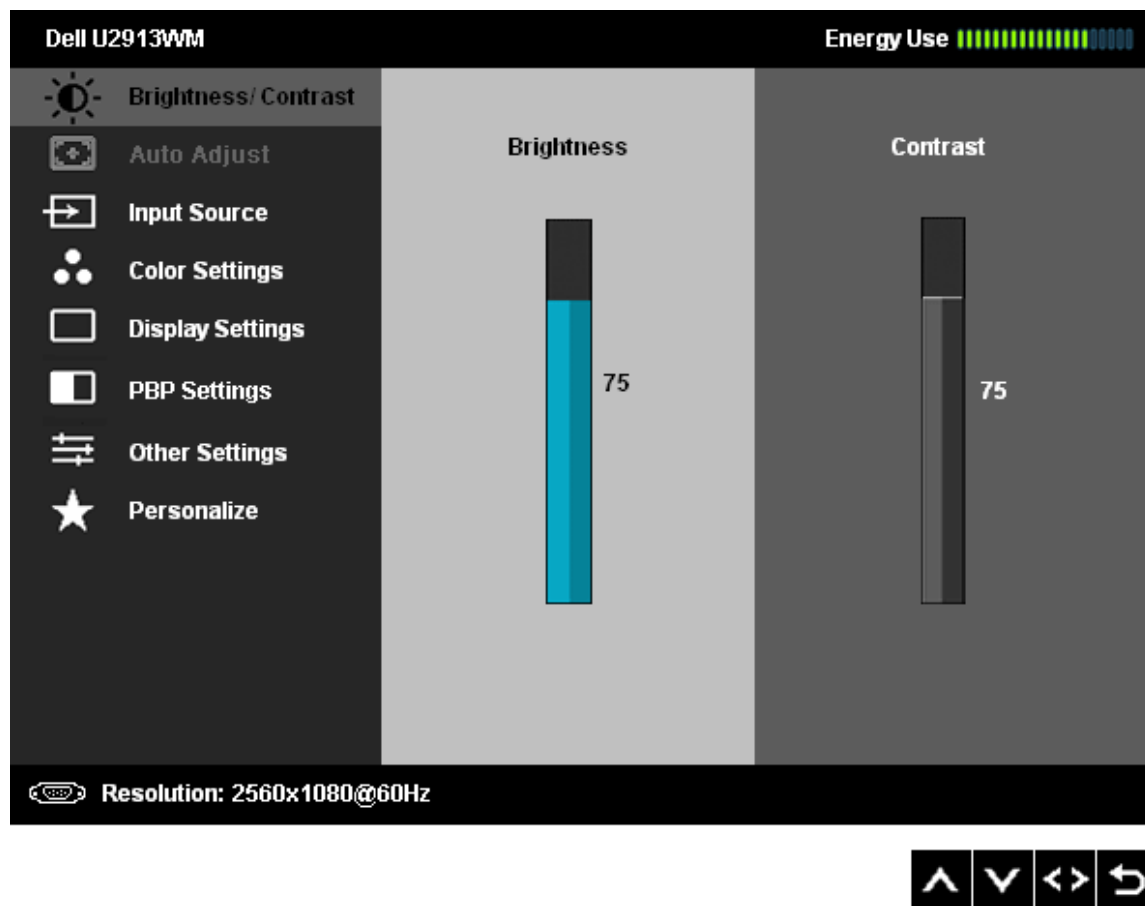 Dell U2913WM
Energy Use
Brightness/Contrast
Auto Adjust
Input Source
Color Settings
Display Settings
PBP Settings
Other Settings
Personalize
Brightness
75
Contrast
75
Resolution: 2560x1080@60Hz